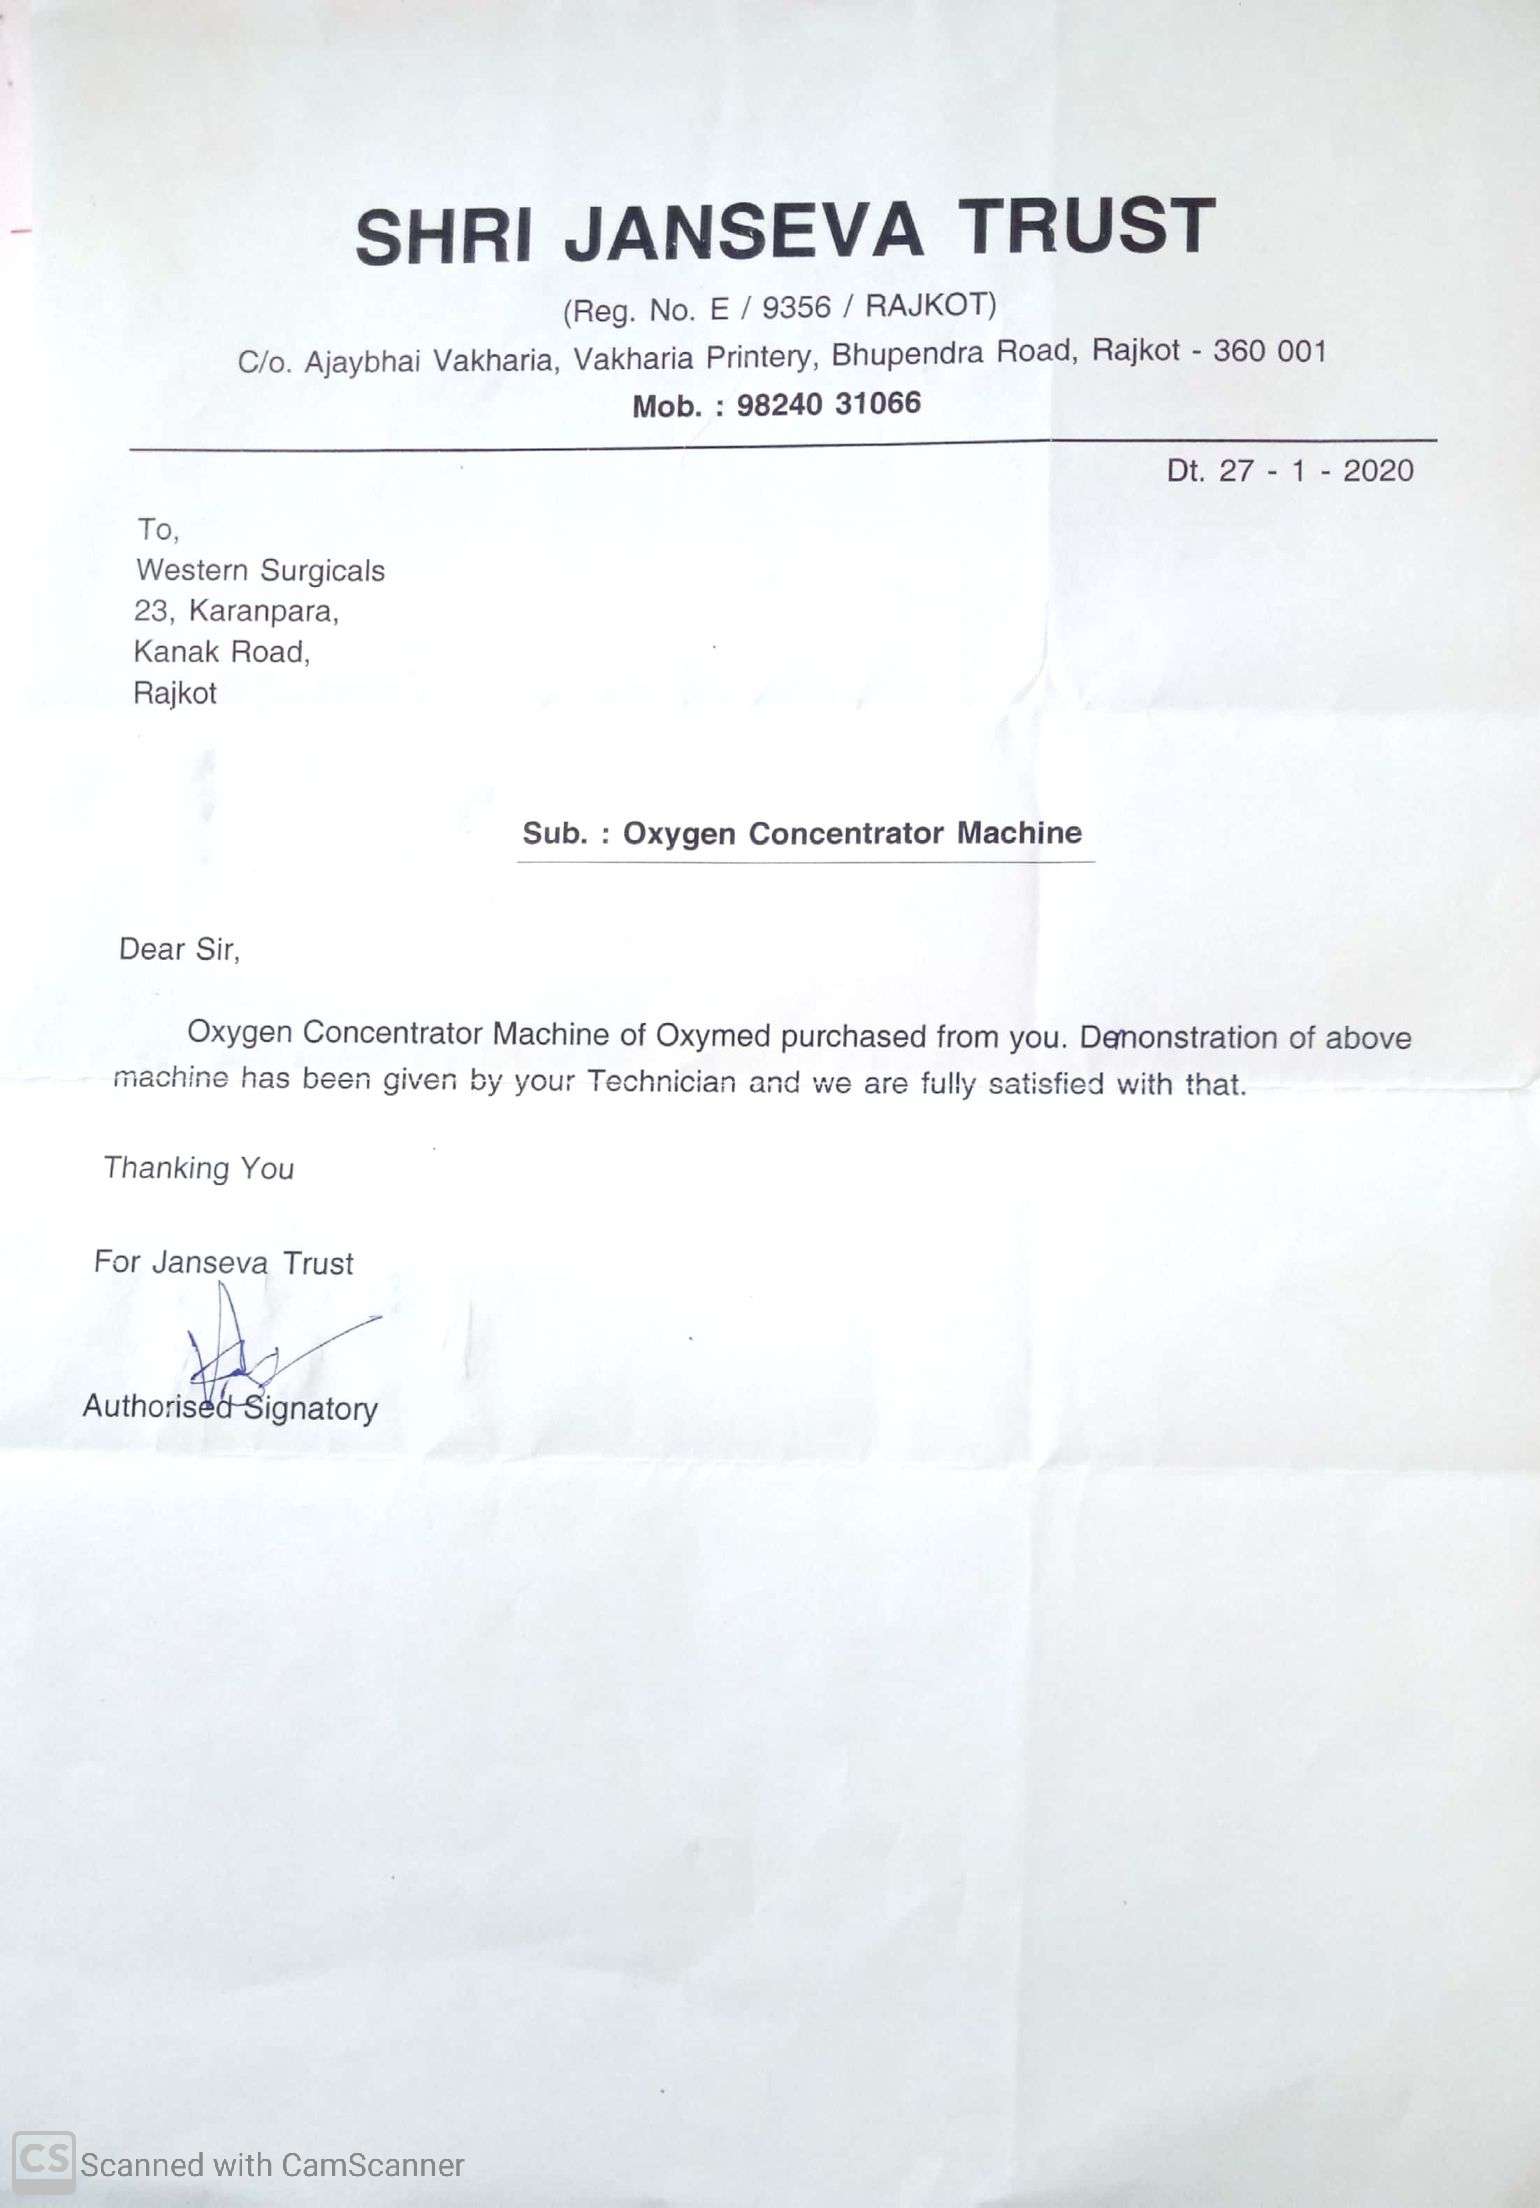 SHRI JANSEVA TRUST
(Reg. No. E / 9356 / RAJKOT)
C/o. Ajaybhai Vakharia, Vakharia Printery, Bhupendra Road, Rajkot - 360 001
Mob. : 98240 31066
Dt. 27 - 1 - 2020
To,
Western Surgicals
23, Karanpara,
Kanak Road,
Rajkot
Sub. : Oxygen Concentrator Machine
Dear Sir,
Oxygen Concentrator Machine of Oxymed purchased from you. Demonstration of above
machine has been given by your Technician and we are fully satisfied with that.
Thanking You
For Janseva Trust
Authorised Signatory
CS Scanned with CamScanner